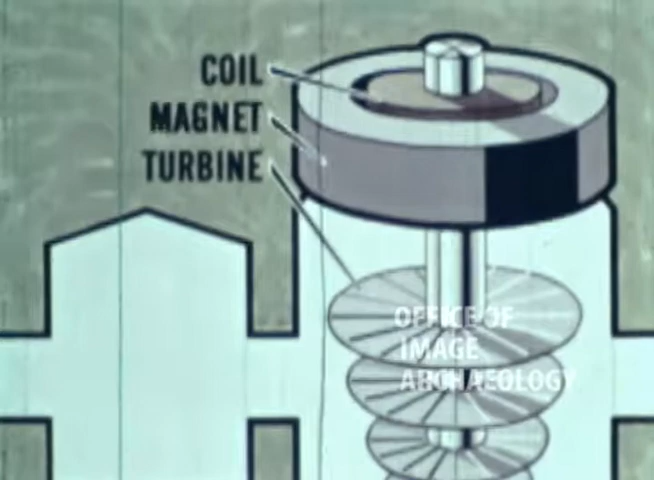 COIL
MAGNET
TURBINE
OFFICE OF
IMAGE
ARCHAEOLOGY